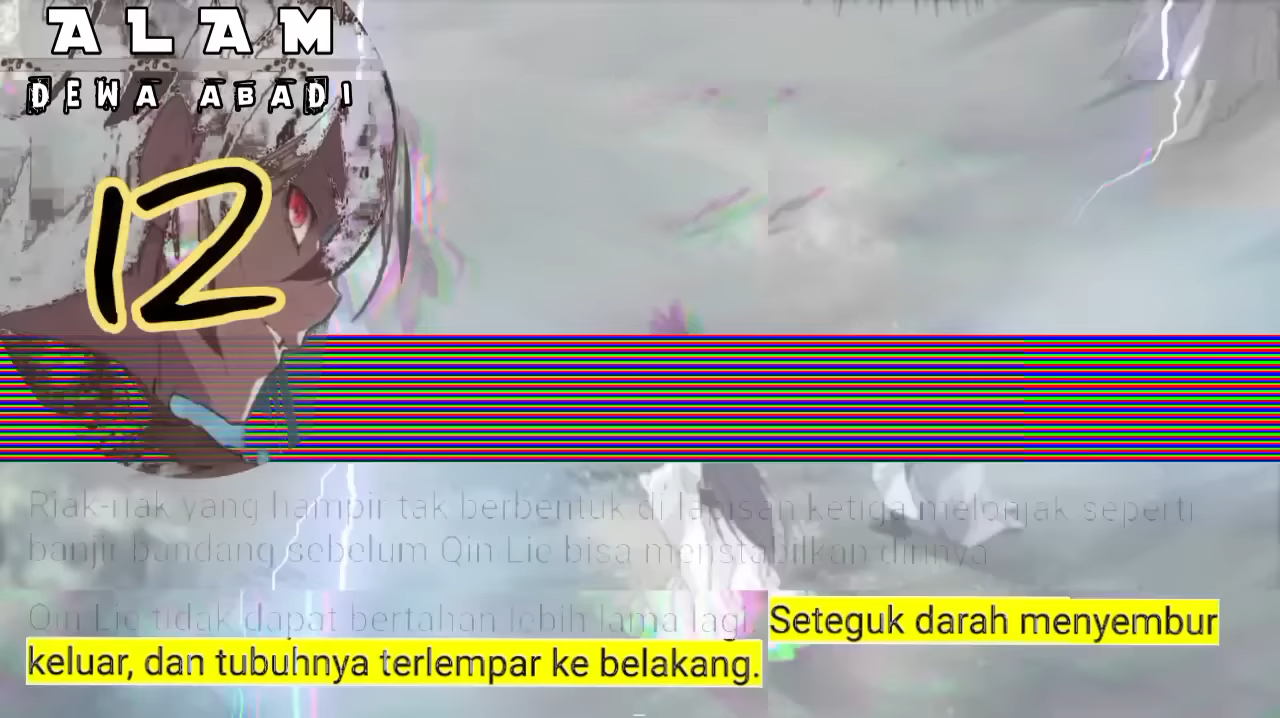 ALAM
DEWA ABADI
12
Riak-riak yang hampir tak berbentuk di lapisan ketiga melonjak seperti
banjir bandang sebelum Qin Lie bisa menstabilkan dirinya
Qin Lie tidak dapat bertahan lebih lama lagi. Seteguk darah menyembur
keluar, dan tubuhnya terlempar ke belakang.